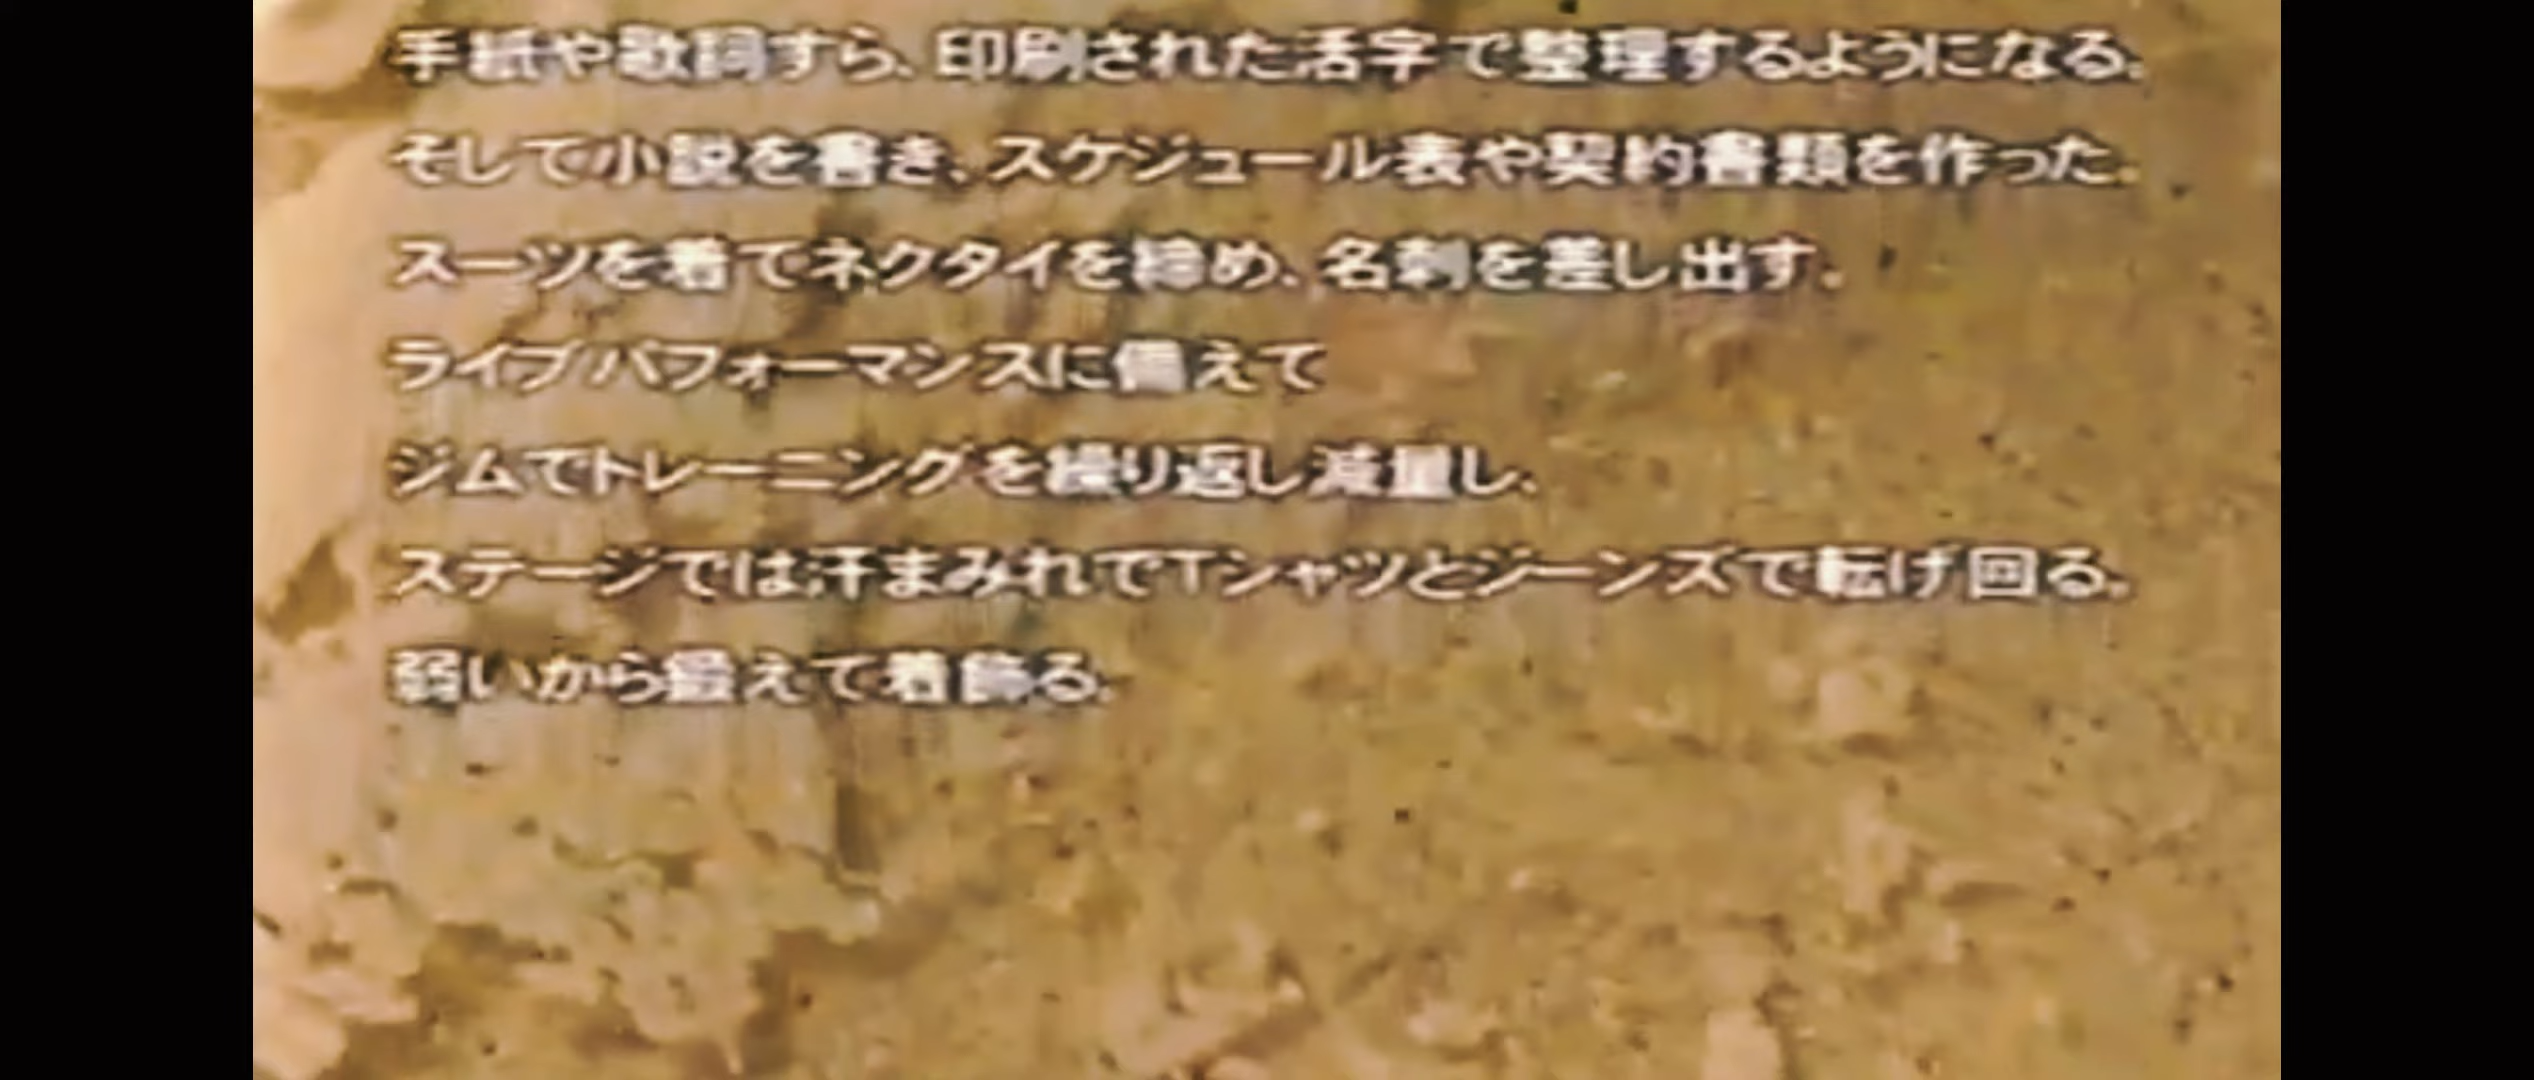 手紙や歌詞すら、印刷された活字で整理するようになる。
そして小説を書き、スケジュール表や契約書類を作った。
スーツを着てネクタイを締め、名刺を差し出す。
ライブパフォーマンスに備えて
ジムでトレーニングを繰り返し減量し、
ステージでは汗まみれでTシャツとジーンズで転げ回る。
弱いから鍛えて着飾る。